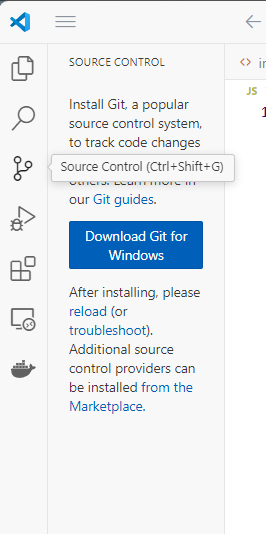 SOURCE CONTROL
Install Git, a popular
source control system,
to track code changes
Source Control (Ctrl+Shift+G)
others. Learn more in
our Git guides.
Download Git for
Windows
After installing, please
reload (or
troubleshoot).
Additional source
control providers can
be installed from the
Marketplace.
<> in
JS
1